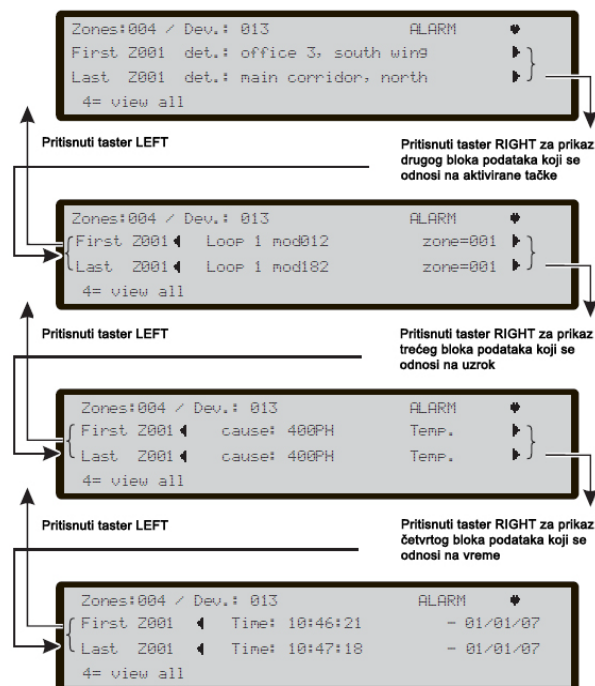 Zones:004 / Dev.: 013 ALARM
First Z001 det.: office 3, south wing
Last Z001 det.: main corridor, north
4= view all
Pritisnuti taster LEFT
Pritisnuti taster RIGHT za prikaz
drugog bloka podataka koji se
odnosi na aktivirane tačke
Zones:004 / Dev.: 013 ALARM
First Z001 Loop 1 mod012 zone=001
Last Z001 Loop 1 mod182 zone=001
4= view all
Pritisnuti taster LEFT
Pritisnuti taster RIGHT za prikaz
trećeg bloka podataka koji se
odnosi na uzrok
Zones:004 / Dev.: 013 ALARM
First Z001 cause: 400PH Temp.
Last Z001 cause: 400PH Temp.
4= view all
Pritisnuti taster LEFT
Pritisnuti taster RIGHT za prikaz
četvrtog bloka podataka koji se
odnosi na vreme
Zones:004 / Dev.: 013 ALARM
First Z001 Time: 10:46:21 - 01/01/07
Last Z001 Time: 10:47:18 - 01/01/07
4= view all